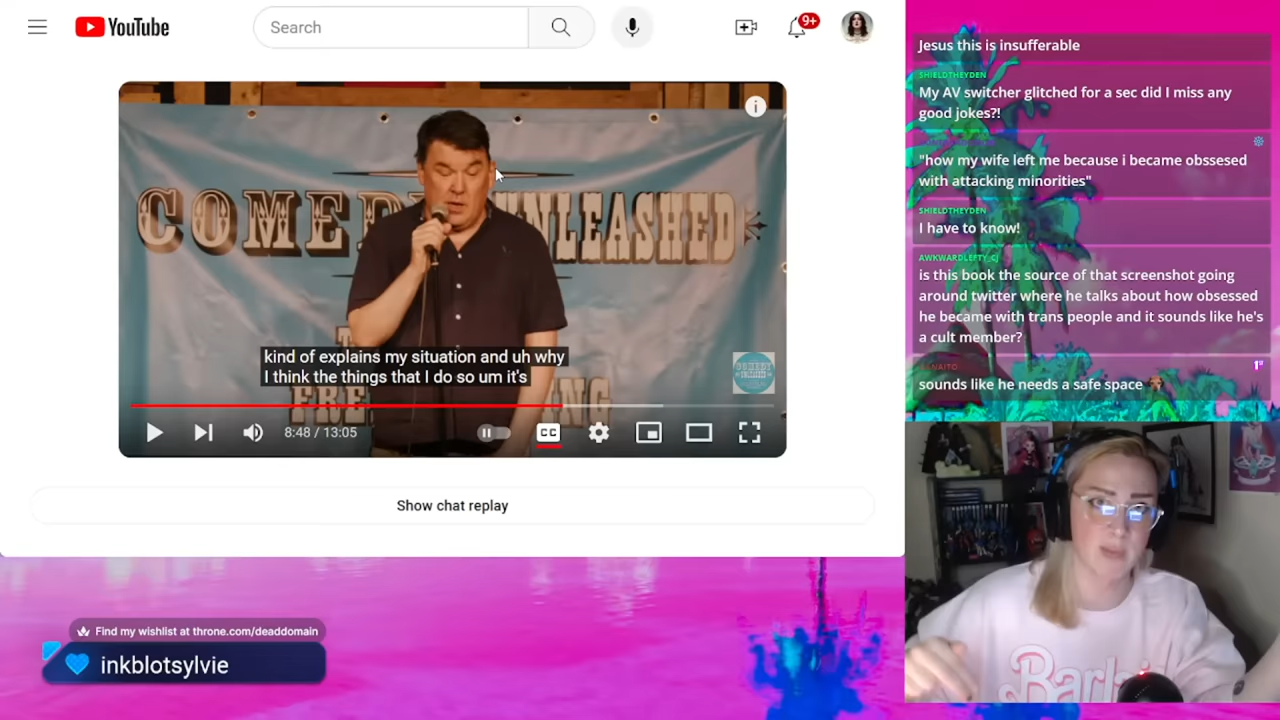 YouTube
Search
9+
COMEDY UNLEASHED
kind of explains my situation and uh why
I think the things that I do so um it's
8:48 / 13:05
CC
Show chat replay
Find my wishlist at throne.com/deaddomain
inkblotsylvie
Jesus this is insufferable
SHIELDTHEYDEN
My AV switcher glitched for a sec did I miss any
good jokes?!
"how my wife left me because i became obssesed
with attacking minorities"
SHIELDTHEYDEN
I have to know!
AWKWARDLEFTY_CJ
is this book the source of that screenshot going
around twitter where he talks about how obsessed
he became with trans people and it sounds like he's
a cult member?
sounds like he needs a safe space